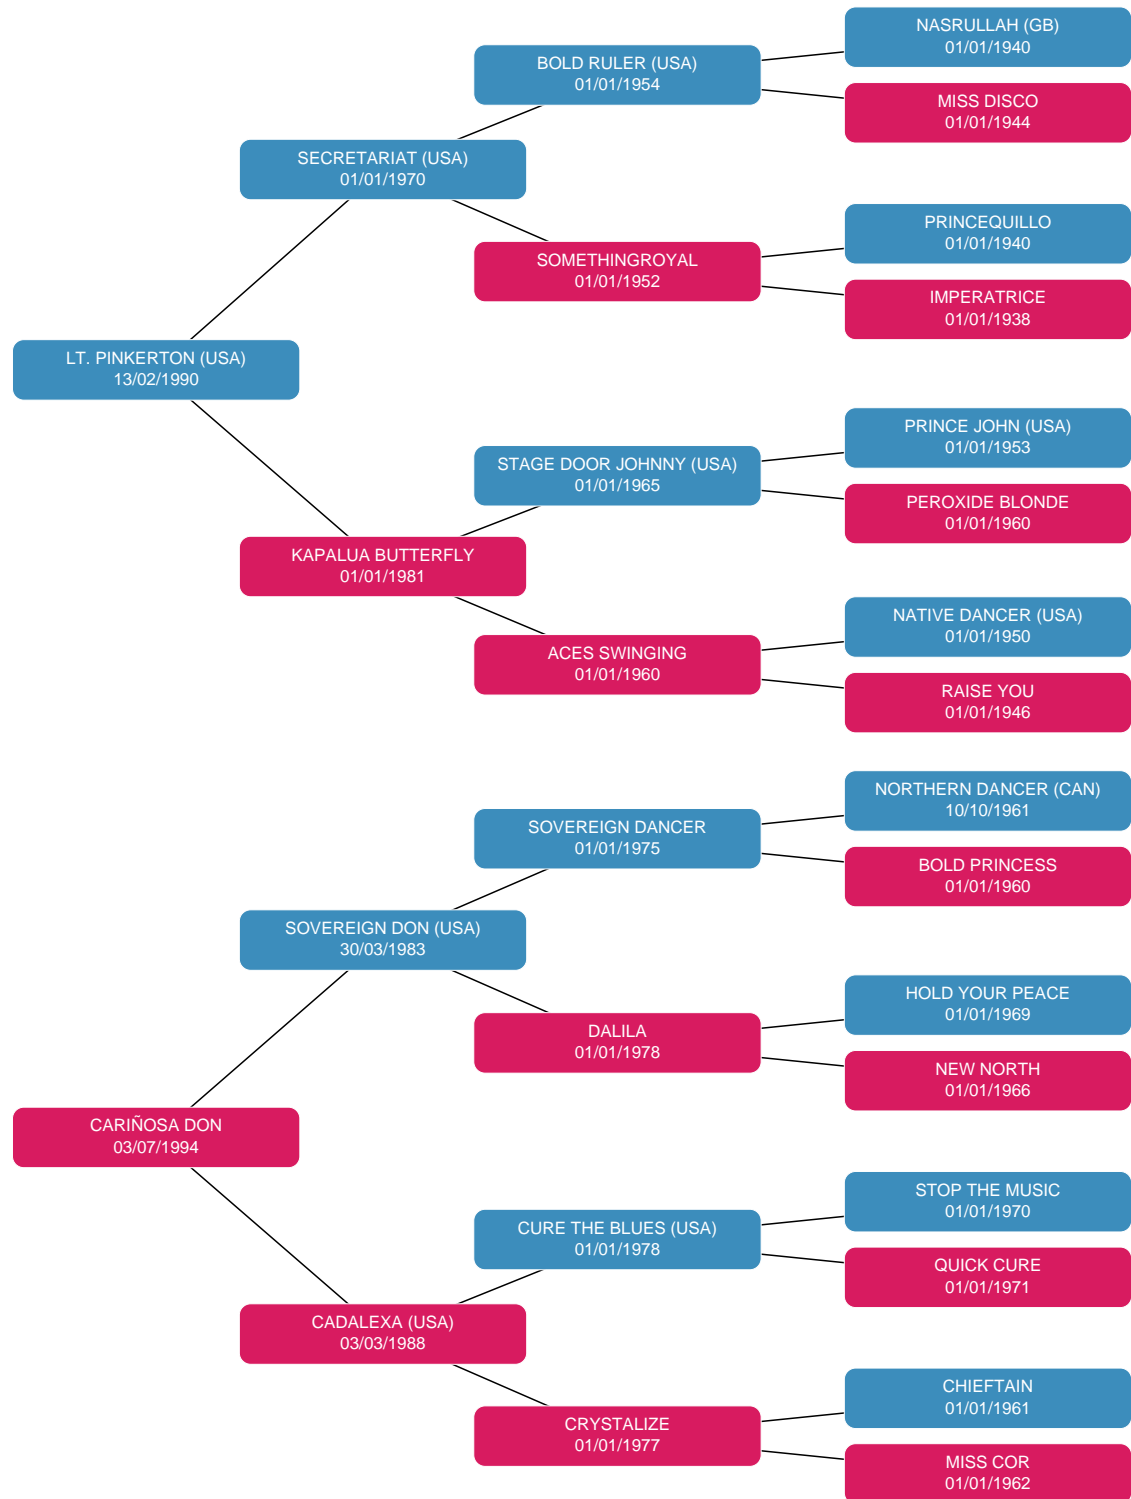 NASRULLAH (GB)
01/01/1940
BOLD RULER (USA)
01/01/1954
MISS DISCO
01/01/1944
SECRETARIAT (USA)
01/01/1970
PRINCEQUILLO
01/01/1940
SOMETHINGROYAL
01/01/1952
IMPERATRICE
01/01/1938
LT. PINKERTON (USA)
13/02/1990
PRINCE JOHN (USA)
01/01/1953
STAGE DOOR JOHNNY (USA)
01/01/1965
PEROXIDE BLONDE
01/01/1960
KAPALUA BUTTERFLY
01/01/1981
NATIVE DANCER (USA)
01/01/1950
ACES SWINGING
01/01/1960
RAISE YOU
01/01/1946
NORTHERN DANCER (CAN)
10/10/1961
SOVEREIGN DANCER
01/01/1975
BOLD PRINCESS
01/01/1960
SOVEREIGN DON (USA)
30/03/1983
HOLD YOUR PEACE
01/01/1969
DALILA
01/01/1978
NEW NORTH
01/01/1966
CARIÑOSA DON
03/07/1994
STOP THE MUSIC
01/01/1970
CURE THE BLUES (USA)
01/01/1978
QUICK CURE
01/01/1971
CADALEXA (USA)
03/03/1988
CHIEFTAIN
01/01/1961
CRYSTALIZE
01/01/1977
MISS COR
01/01/1962